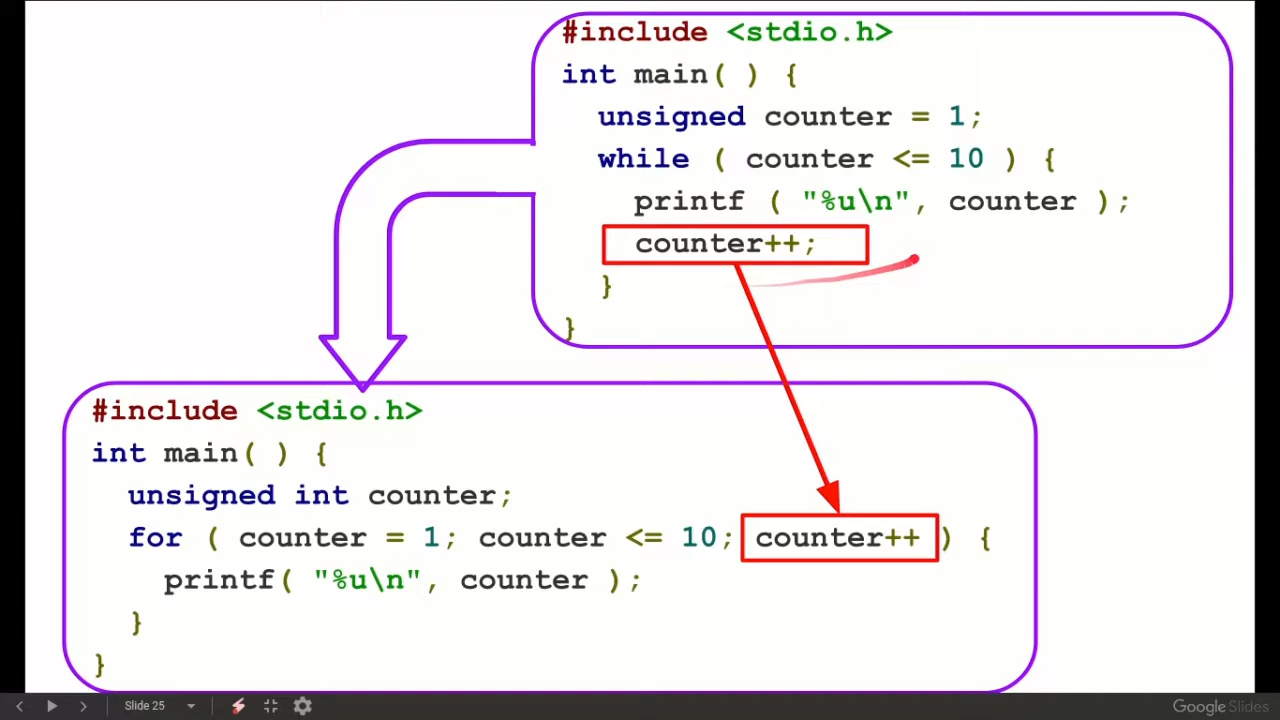 #include <stdio.h>
int main( ) {
unsigned counter = 1;
while ( counter <= 10 ) {
printf ( "%u\n", counter );
counter++;
}
}
#include <stdio.h>
int main( ) {
unsigned int counter;
for ( counter = 1; counter <= 10; counter++ ) {
printf( "%u\n", counter );
}
}
Slide 25
Google Slides